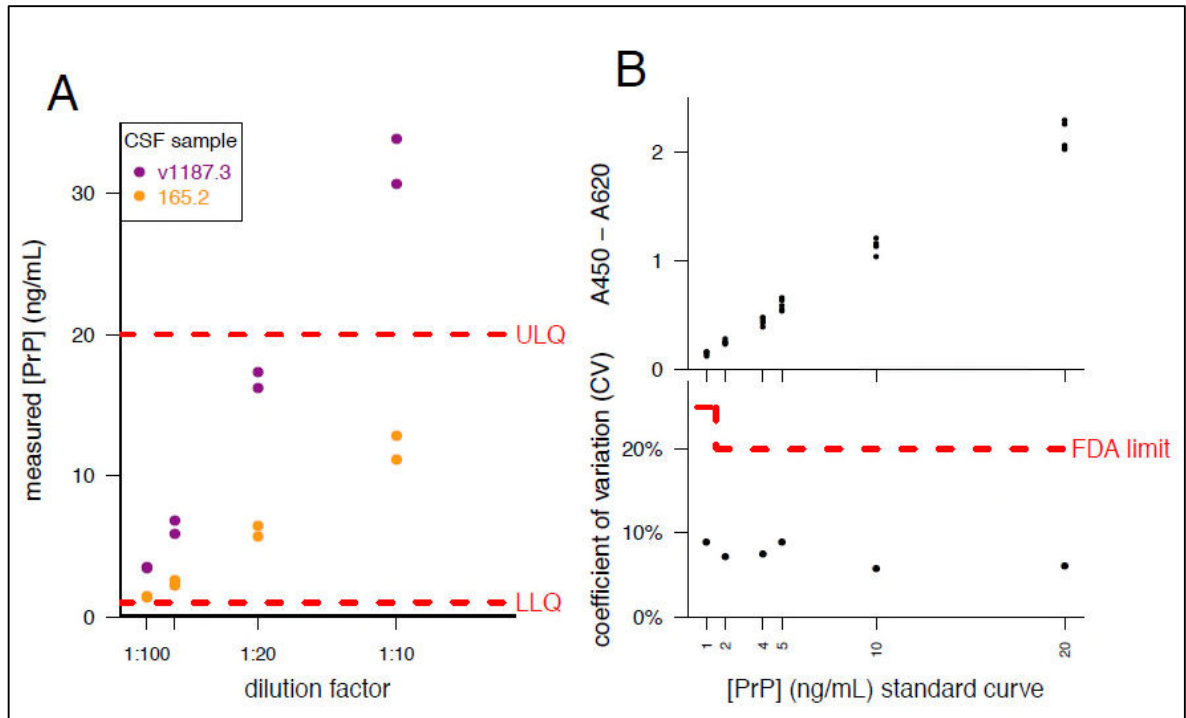 A
CSF sample
v1187.3
165.2
measured [PrP] (ng/mL)
30
20
10
0
ULQ
LLQ
1:100
1:20
1:10
dilution factor
B
A450 – A620
2
1
0
coefficient of variation (CV)
20%
10%
0%
FDA limit
1
2
4
5
10
20
[PrP] (ng/mL) standard curve